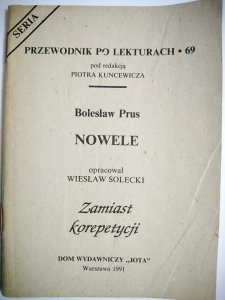 SERIA
PRZEWODNIK PO LEKTURACH • 69
pod redakcją
PIOTRA KUNCEWICZA
Bolesław Prus
NOWELE
opracował
WIESŁAW SOLECKI
Zamiast
korepetycji
DOM WYDAWNICZY „JOTA”
Warszawa 1991